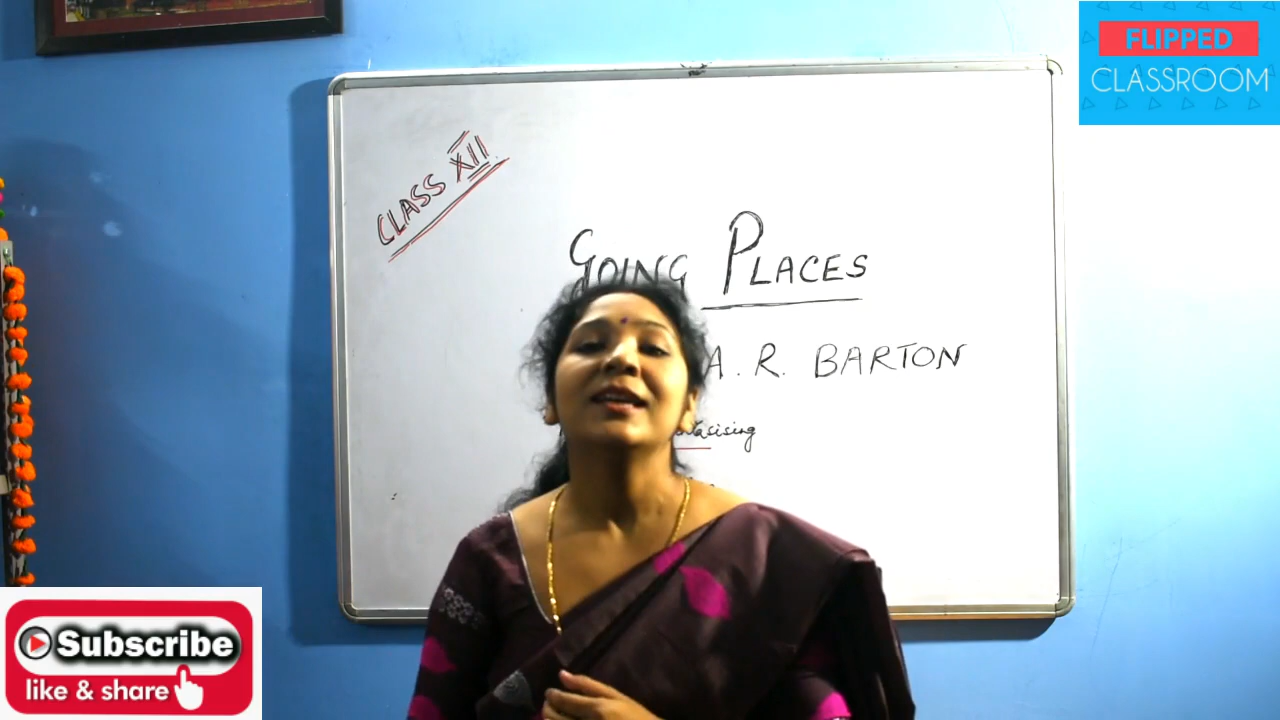 FLIPPED
CLASSROOM
CLASS XII
GOING PLACES
A. R. BARTON
Subscribe
like & share